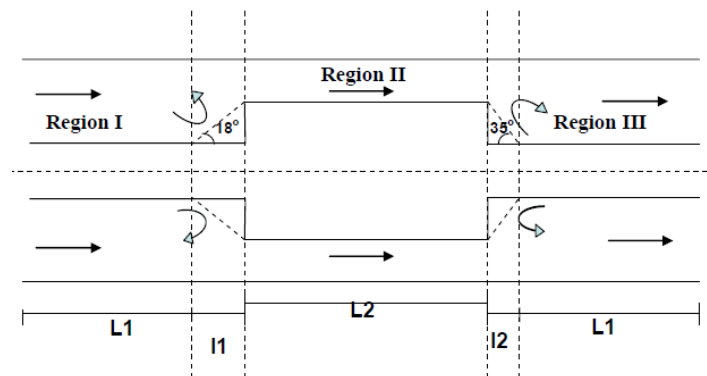 Region II
Region I
18°
35°
Region III
L1
l1
L2
l2
L1